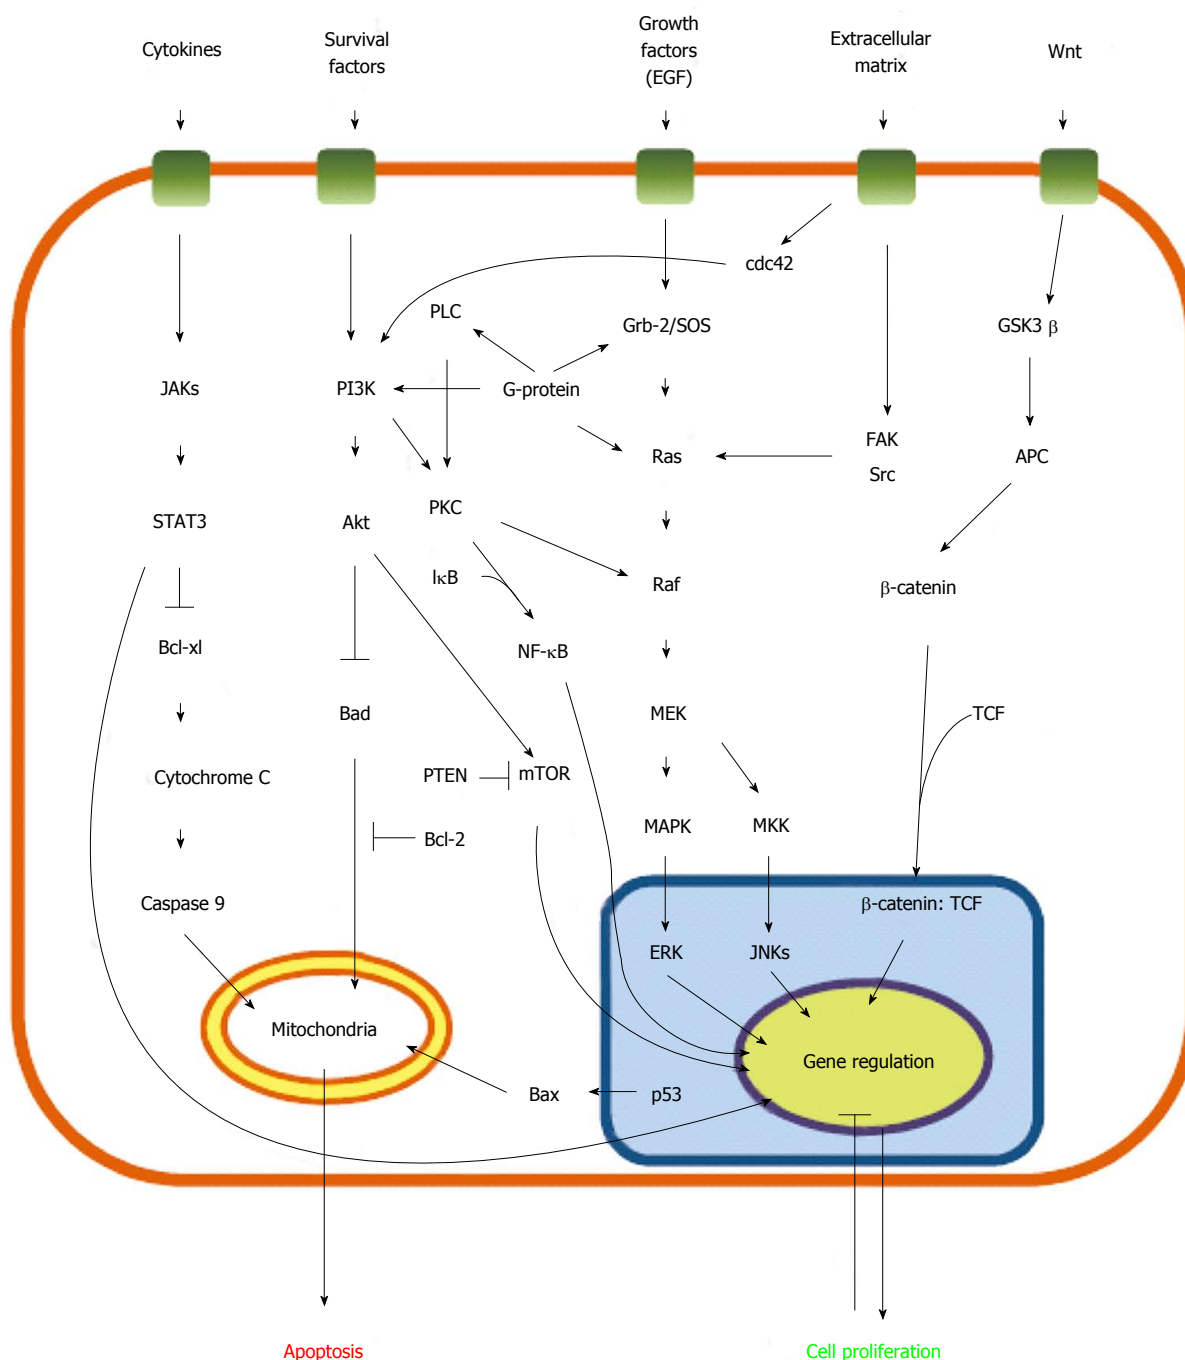 Cytokines
Survival
factors
Growth
factors
(EGF)
Extracellular
matrix
Wnt
cdc42
PLC
Grb-2/SOS
GSK3 β
JAKs
PI3K
G-protein
FAK
Src
Ras
APC
STAT3
Akt
PKC
IκB
Raf
β-catenin
Bcl-xl
NF-κB
Bad
MEK
TCF
Cytochrome C
PTEN
mTOR
Bcl-2
MAPK
MKK
Caspase 9
β-catenin: TCF
ERK
JNKs
Mitochondria
Gene regulation
Bax
p53
Apoptosis
Cell proliferation